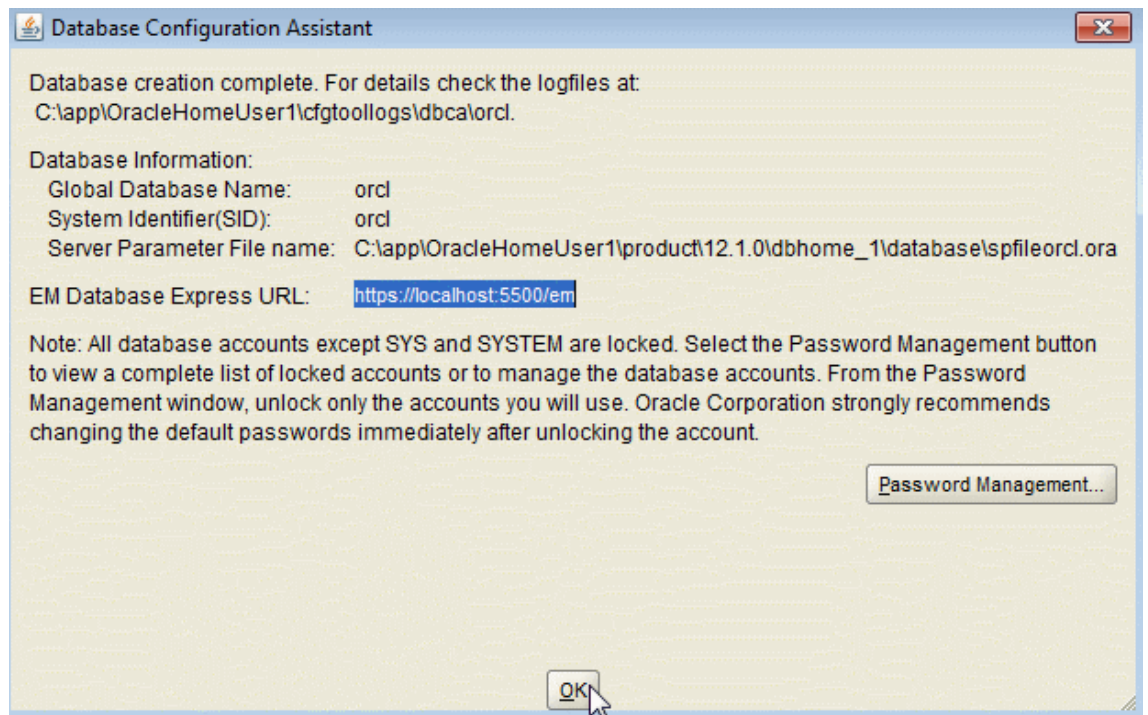 Database Configuration Assistant
Database creation complete. For details check the logfiles at:
C:\app\OracleHomeUser1\cfgtoollogs\dbca\orcl.
Database Information:
Global Database Name: orcl
System Identifier(SID): orcl
Server Parameter File name: C:\app\OracleHomeUser1\product\12.1.0\dbhome_1\database\spfileorcl.ora
EM Database Express URL: https://localhost:5500/em
Note: All database accounts except SYS and SYSTEM are locked. Select the Password Management button
to view a complete list of locked accounts or to manage the database accounts. From the Password
Management window, unlock only the accounts you will use. Oracle Corporation strongly recommends
changing the default passwords immediately after unlocking the account.
Password Management...
OK